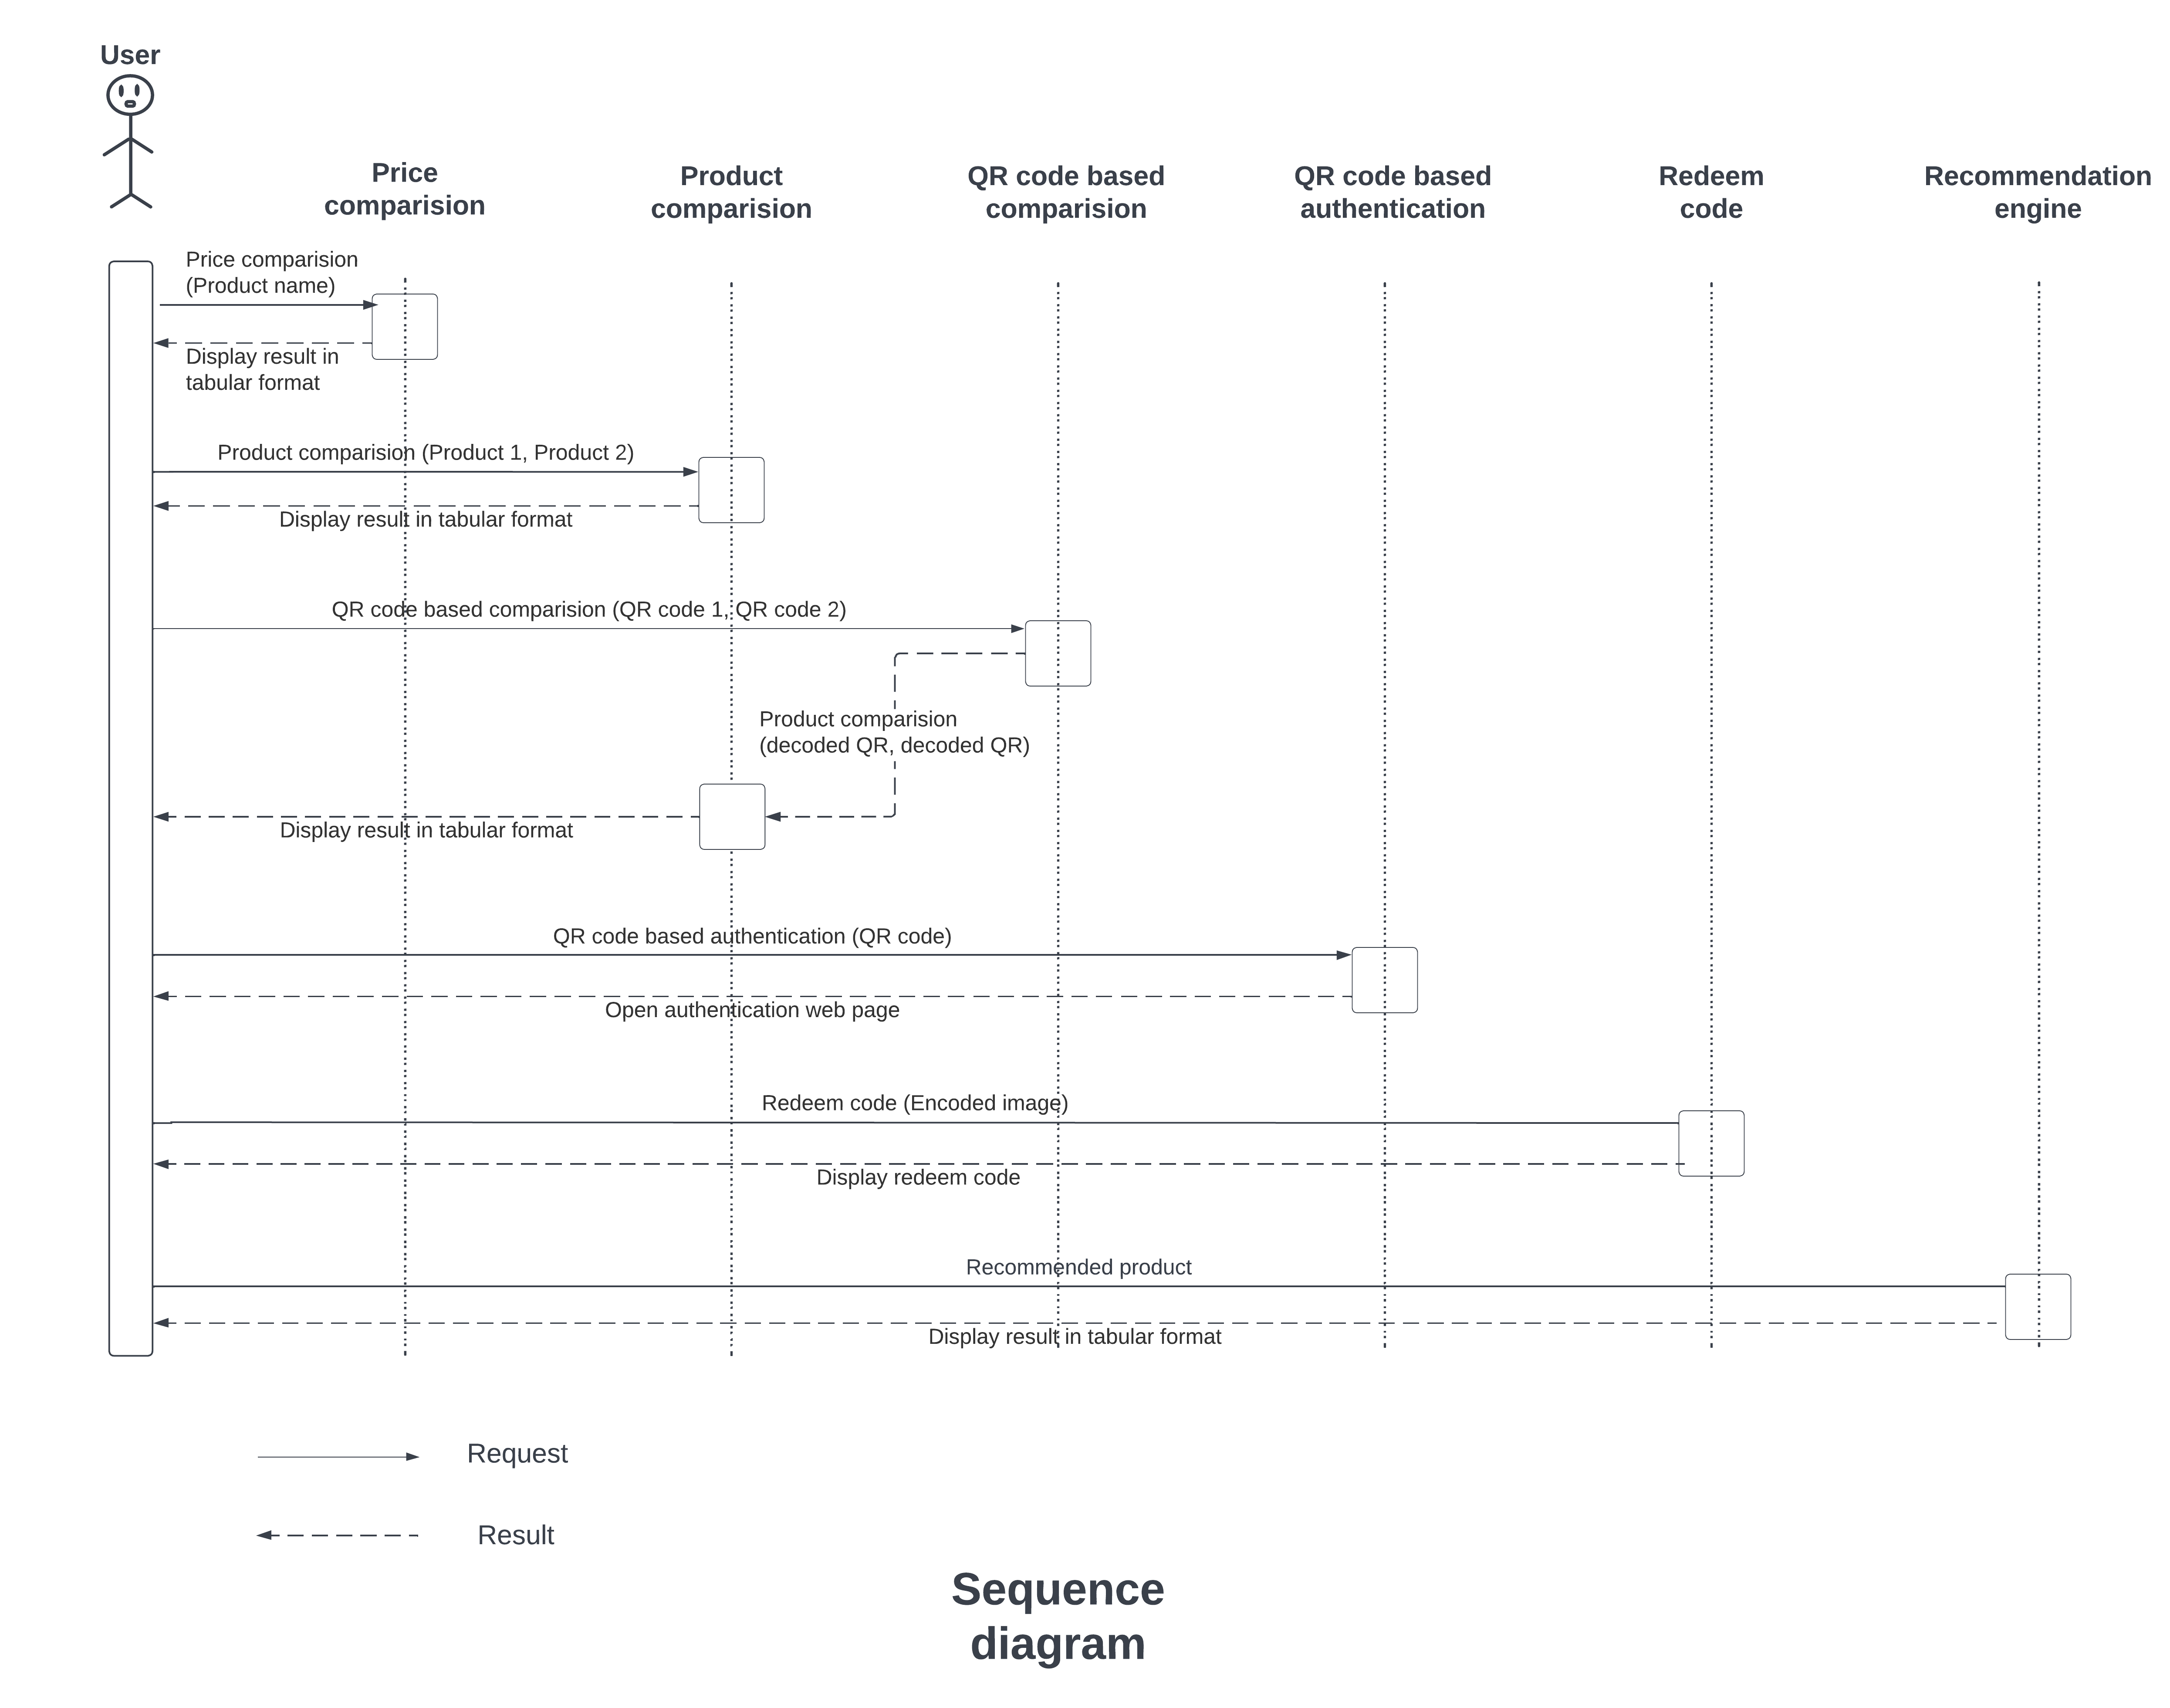 User
Price
comparision
Product
comparision
QR code based
comparision
QR code based
authentication
Redeem
code
Recommendation
engine
Price comparision
(Product name)
Display result in
tabular format
Product comparision (Product 1, Product 2)
Display result in tabular format
QR code based comparision (QR code 1, QR code 2)
Product comparision
(decoded QR, decoded QR)
Display result in tabular format
QR code based authentication (QR code)
Open authentication web page
Redeem code (Encoded image)
Display redeem code
Recommended product
Display result in tabular format
Request
Result
Sequence
diagram